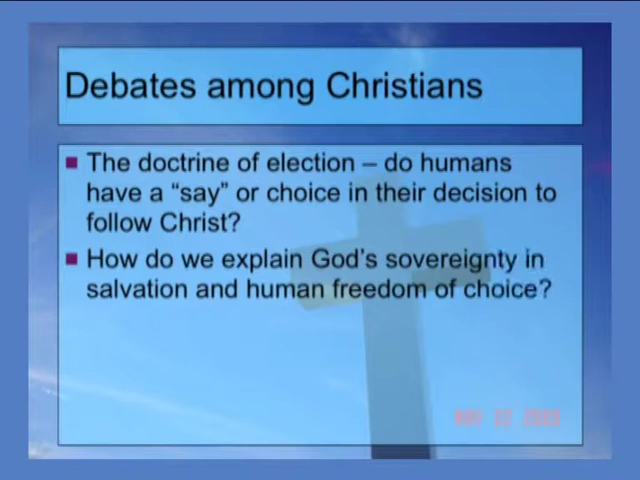 Debates among Christians
The doctrine of election – do humans
have a “say” or choice in their decision to
follow Christ?
How do we explain God’s sovereignty in
salvation and human freedom of choice?